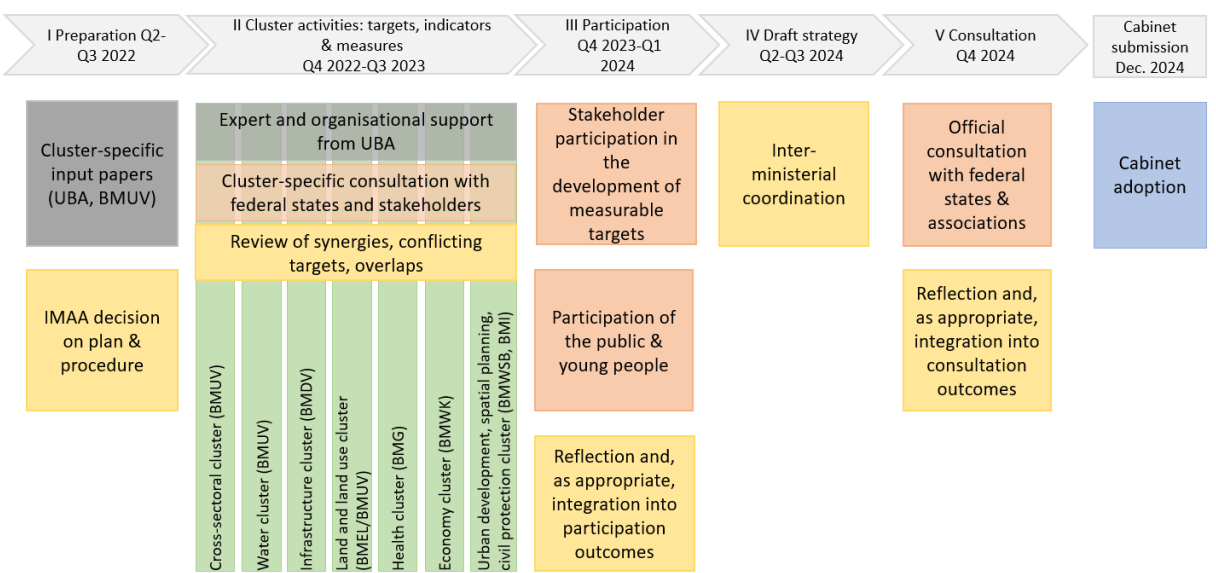 I Preparation Q2-
Q3 2022
II Cluster activities: targets, indicators
& measures
Q4 2022-Q3 2023
III Participation
Q4 2023-Q1
2024
IV Draft strategy
Q2-Q3 2024
V Consultation
Q4 2024
Cabinet
submission
Dec. 2024
Cluster-specific
input papers
(UBA, BMUV)
IMAA decision
on plan &
procedure
Expert and organisational support
from UBA
Cluster-specific consultation with
federal states and stakeholders
Review of synergies, conflicting
targets, overlaps
Cross-sectoral cluster (BMUV)
Water cluster (BMUV)
Infrastructure cluster (BMDV)
Land and land use cluster
(BMEL/BMUV)
Health cluster (BMG)
Economy cluster (BMWK)
Urban development, spatial planning,
civil protection cluster (BMWSB, BMI)
Stakeholder
participation in
the
development of
measurable
targets
Participation of
the public &
young people
Reflection and,
as appropriate,
integration into
participation
outcomes
Inter-
ministerial
coordination
Official
consultation
with federal
states &
associations
Reflection and,
as appropriate,
integration into
consultation
outcomes
Cabinet
adoption